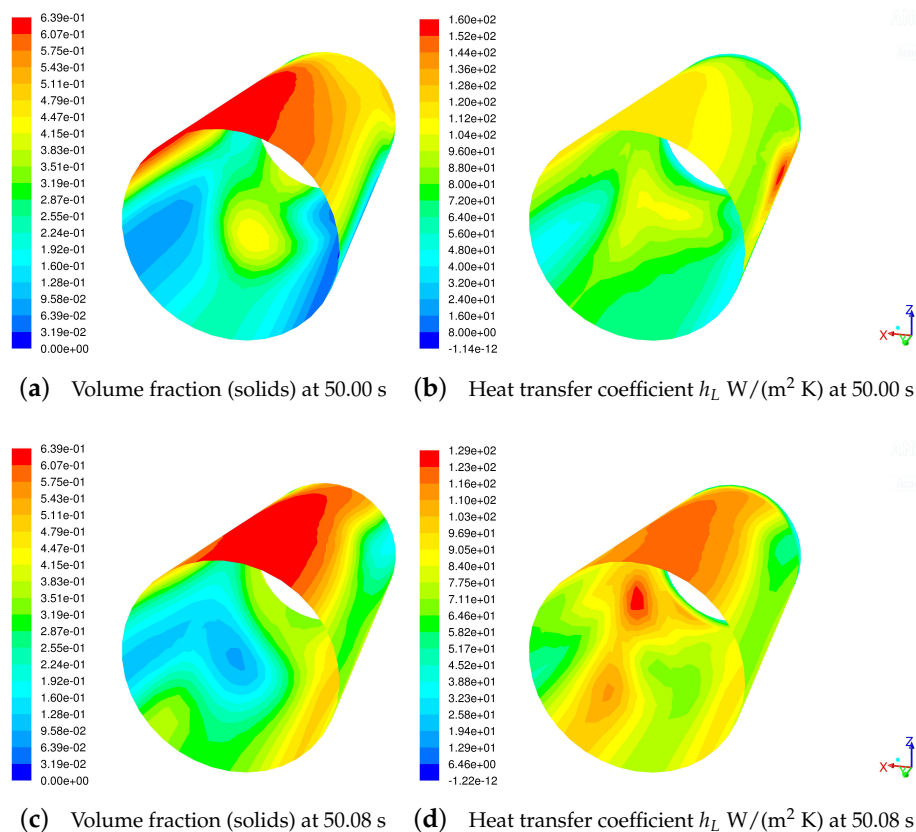 6.39e-01
6.07e-01
5.75e-01
5.43e-01
5.11e-01
4.79e-01
4.47e-01
4.15e-01
3.83e-01
3.51e-01
3.19e-01
2.87e-01
2.55e-01
2.24e-01
1.92e-01
1.60e-01
1.28e-01
9.58e-02
6.39e-02
3.19e-02
0.00e+00
1.60e+02
1.52e+02
1.44e+02
1.36e+02
1.28e+02
1.20e+02
1.12e+02
1.04e+02
9.60e+01
8.80e+01
8.00e+01
7.20e+01
6.40e+01
5.60e+01
4.80e+01
4.00e+01
3.20e+01
2.40e+01
1.60e+01
8.00e+00
-1.14e-12
AN
Z
X
Y
(a) Volume fraction (solids) at 50.00 s
(b) Heat transfer coefficient h_L W/(m² K) at 50.00 s
6.39e-01
6.07e-01
5.75e-01
5.43e-01
5.11e-01
4.79e-01
4.47e-01
4.15e-01
3.83e-01
3.51e-01
3.19e-01
2.87e-01
2.55e-01
2.24e-01
1.92e-01
1.60e-01
1.28e-01
9.58e-02
6.39e-02
3.19e-02
0.00e+00
1.29e+02
1.23e+02
1.16e+02
1.10e+02
1.03e+02
9.69e+01
9.05e+01
8.40e+01
7.75e+01
7.11e+01
6.46e+01
5.82e+01
5.17e+01
4.52e+01
3.88e+01
3.23e+01
2.58e+01
1.94e+01
1.29e+01
6.46e+00
-1.22e-12
AN
Z
X
Y
(c) Volume fraction (solids) at 50.08 s
(d) Heat transfer coefficient h_L W/(m² K) at 50.08 s